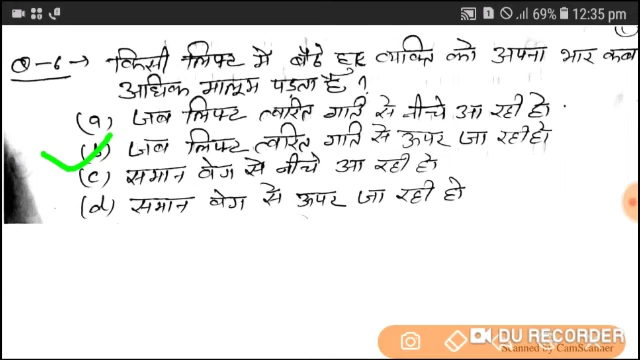 69% 12:35 pm
Q-6→ किसी लिफ्ट में बैठे हुए व्यक्ति को अपना भार कब
अधिक मालूम पड़ता है ?
(a) जब लिफ्ट त्वरित गति से नीचे आ रही हो.
(b) जब लिफ्ट त्वरित गति से ऊपर जा रही हो
(c) समान वेग से नीचे आ रही हो
(d) समान वेग से ऊपर जा रही हो
DU RECORDER
Scanned by CamScanner